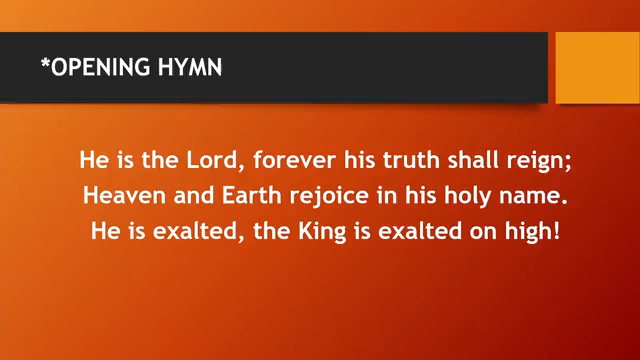 *OPENING HYMN
He is the Lord, forever his truth shall reign;
Heaven and Earth rejoice in his holy name.
He is exalted, the King is exalted on high!